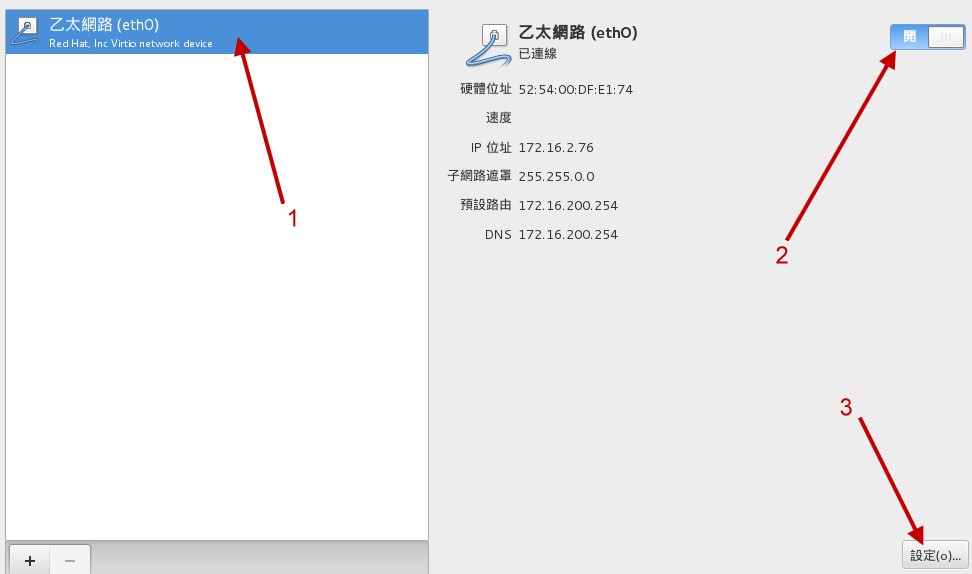 乙太網路 (eth0)
Red Hat, Inc Virtio network device
1
+
−
乙太網路 (eth0)
已連線
開
硬體位址 52:54:00:DF:E1:74
速度
IP 位址 172.16.2.76
子網路遮罩 255.255.0.0
預設路由 172.16.200.254
DNS 172.16.200.254
2
3
設定(o)...